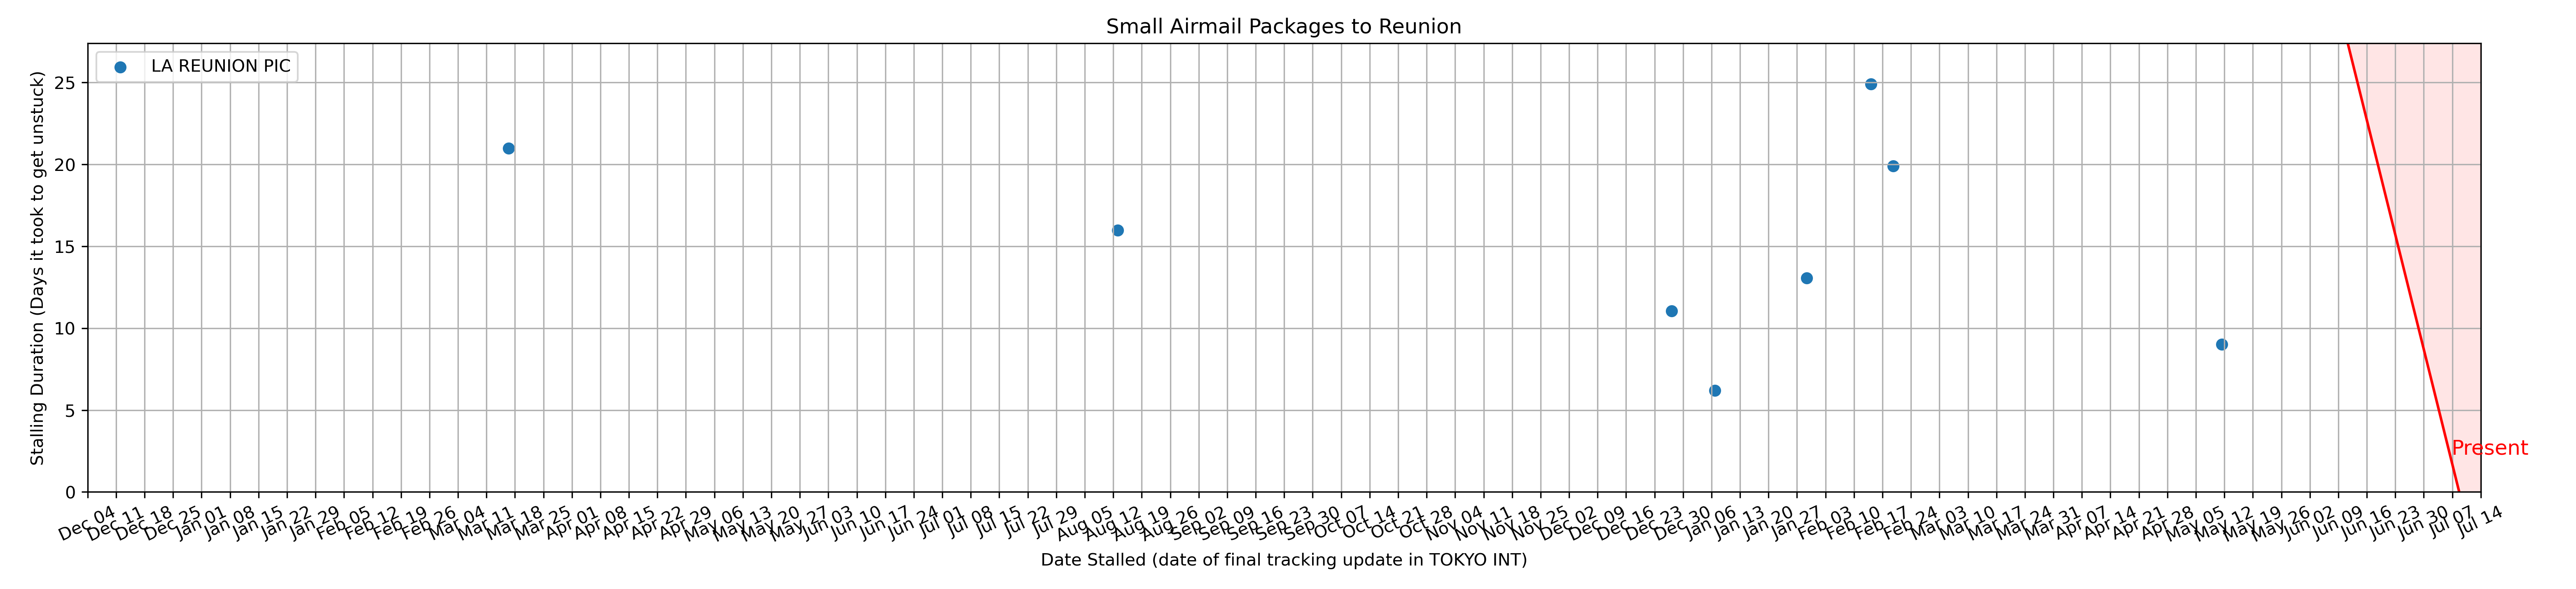 Small Airmail Packages to Reunion
LA REUNION PIC
Stalling Duration (Days it took to get unstuck)
25
20
15
10
5
0
Present
Dec 04 Dec 11 Dec 18 Dec 25 Jan 01 Jan 08 Jan 15 Jan 22 Jan 29 Feb 05 Feb 12 Feb 19 Feb 26 Mar 04 Mar 11 Mar 18 Mar 25 Apr 01 Apr 08 Apr 15 Apr 22 Apr 29 May 06 May 13 May 20 May 27 Jun 03 Jun 10 Jun 17 Jun 24 Jul 01 Jul 08 Jul 15 Jul 22 Jul 29 Aug 05 Aug 12 Aug 19 Aug 26 Sep 02 Sep 09 Sep 16 Sep 23 Sep 30 Oct 07 Oct 14 Oct 21 Oct 28 Nov 04 Nov 11 Nov 18 Nov 25 Dec 02 Dec 09 Dec 16 Dec 23 Dec 30 Jan 06 Jan 13 Jan 20 Jan 27 Feb 03 Feb 10 Feb 17 Feb 24 Mar 03 Mar 10 Mar 17 Mar 24 Mar 31 Apr 07 Apr 14 Apr 21 Apr 28 May 05 May 12 May 19 May 26 Jun 02 Jun 09 Jun 16 Jun 23 Jun 30 Jul 07 Jul 14
Date Stalled (date of final tracking update in TOKYO INT)